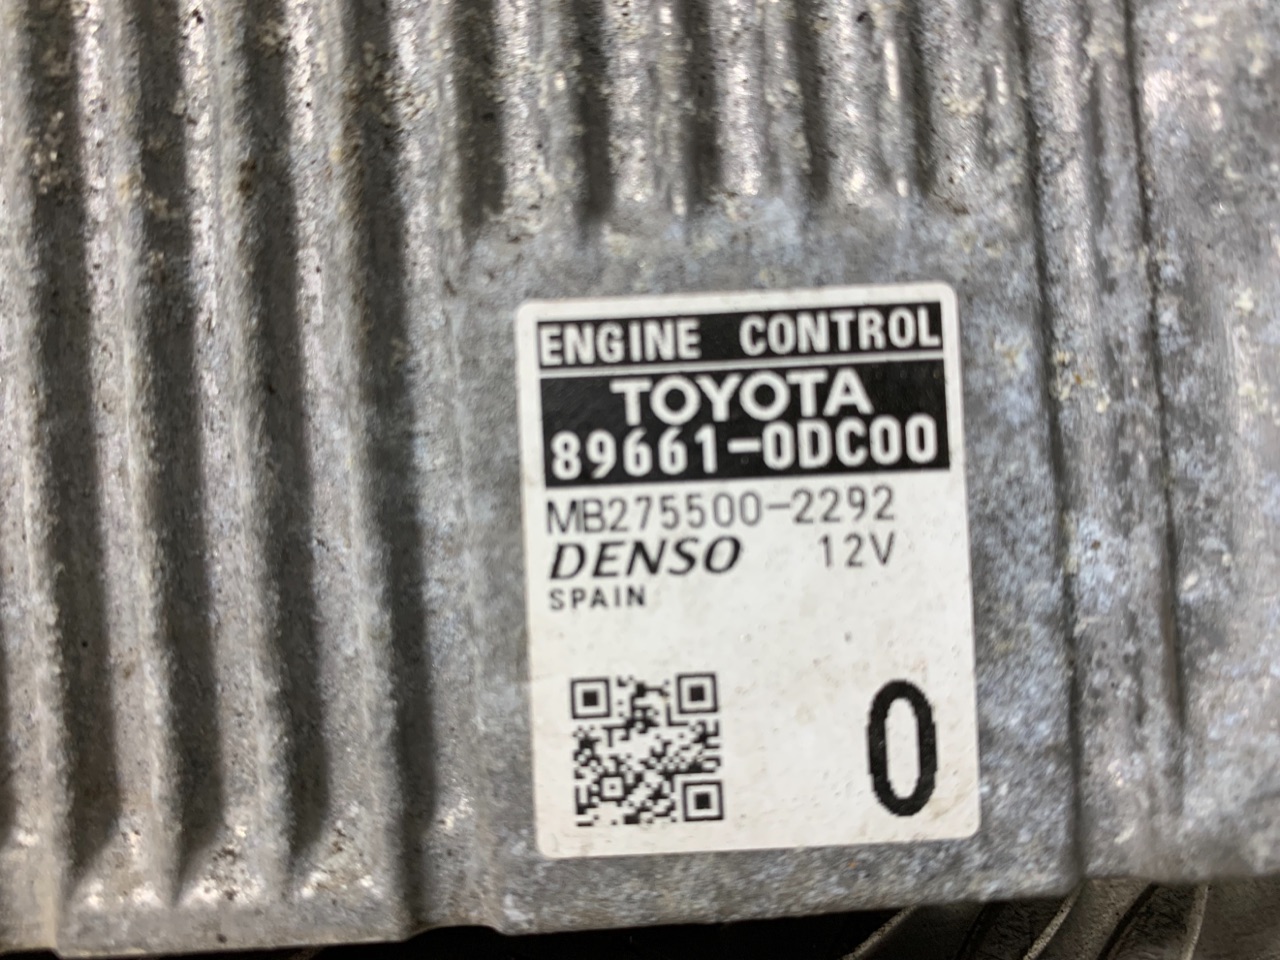 ENGINE CONTROL
TOYOTA
89661-0DC00
MB275500-2292
DENSO 12V
SPAIN
0